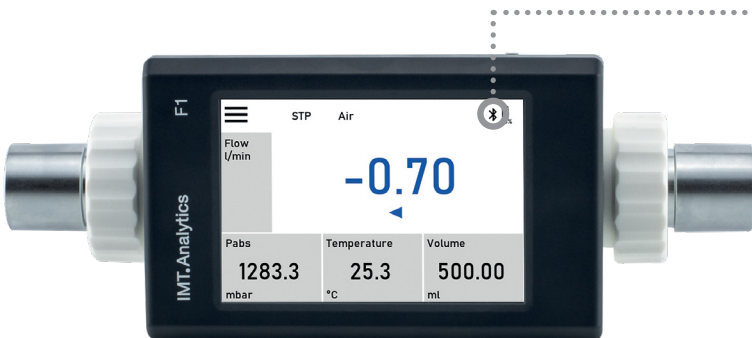 F1
IMT.Analytics
STP Air
%
Flow
l/min
-0.70
Pabs
1283.3
mbar
Temperature
25.3
°C
Volume
500.00
ml